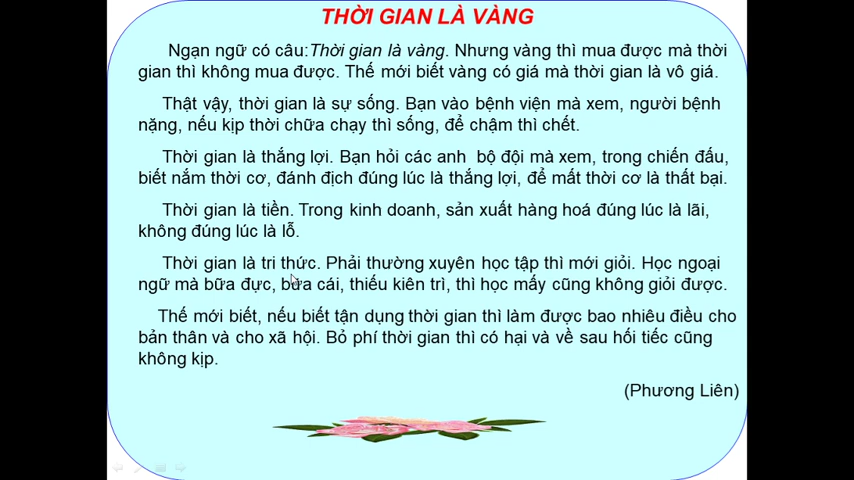 THỜI GIAN LÀ VÀNG
Ngạn ngữ có câu:Thời gian là vàng. Nhưng vàng thì mua được mà thời
gian thì không mua được. Thế mới biết vàng có giá mà thời gian là vô giá.
Thật vậy, thời gian là sự sống. Bạn vào bệnh viện mà xem, người bệnh
nặng, nếu kịp thời chữa chạy thì sống, để chậm thì chết.
Thời gian là thắng lợi. Bạn hỏi các anh bộ đội mà xem, trong chiến đấu,
biết nắm thời cơ, đánh địch đúng lúc là thắng lợi, để mất thời cơ là thất bại.
Thời gian là tiền. Trong kinh doanh, sản xuất hàng hoá đúng lúc là lãi,
không đúng lúc là lỗ.
Thời gian là tri thức. Phải thường xuyên học tập thì mới giỏi. Học ngoại
ngữ mà bữa đực, bữa cái, thiếu kiên trì, thì học mấy cũng không giỏi được.
Thế mới biết, nếu biết tận dụng thời gian thì làm được bao nhiêu điều cho
bản thân và cho xã hội. Bỏ phí thời gian thì có hại và về sau hối tiếc cũng
không kịp.
(Phương Liên)